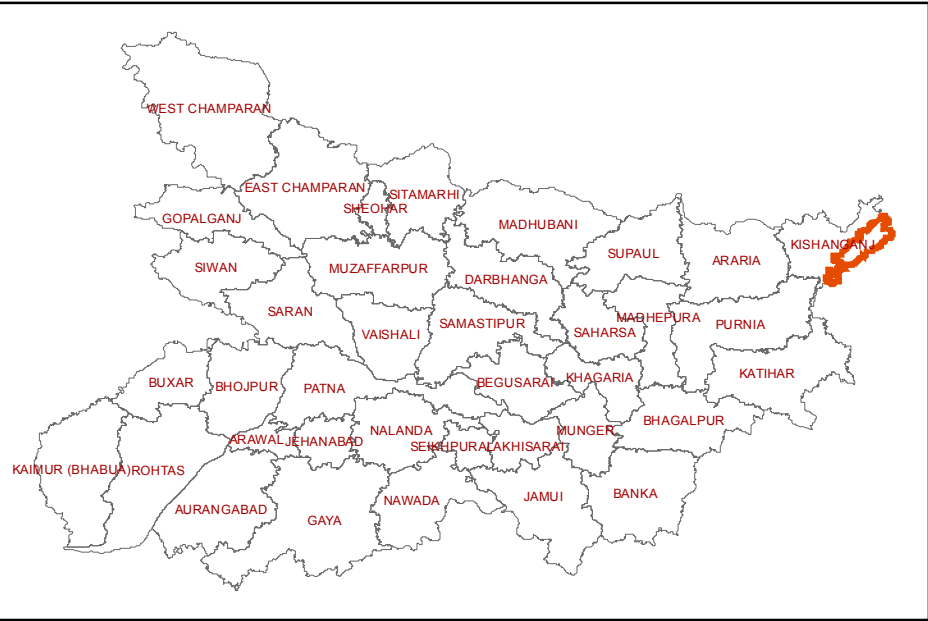 WEST CHAMPARAN
EAST CHAMPARAN
SITAMARHI
SHEOHAR
GOPALGANJ
MADHUBANI
SUPAUL
ARARIA
KISHANGANJ
SIWAN
MUZAFFARPUR
DARBHANGA
SARAN
VAISHALI
SAMASTIPUR
SAHARSA
MADHEPURA
PURNIA
BUXAR
BHOJPUR
PATNA
BEGUSARAI
KHAGARIA
KATIHAR
BHAGALPUR
ARAWAL
JEHANABAD
NALANDA
SEIKHPURA
LAKHISARAI
MUNGER
KAIMUR (BHABUA)
ROHTAS
AURANGABAD
GAYA
NAWADA
JAMUI
BANKA